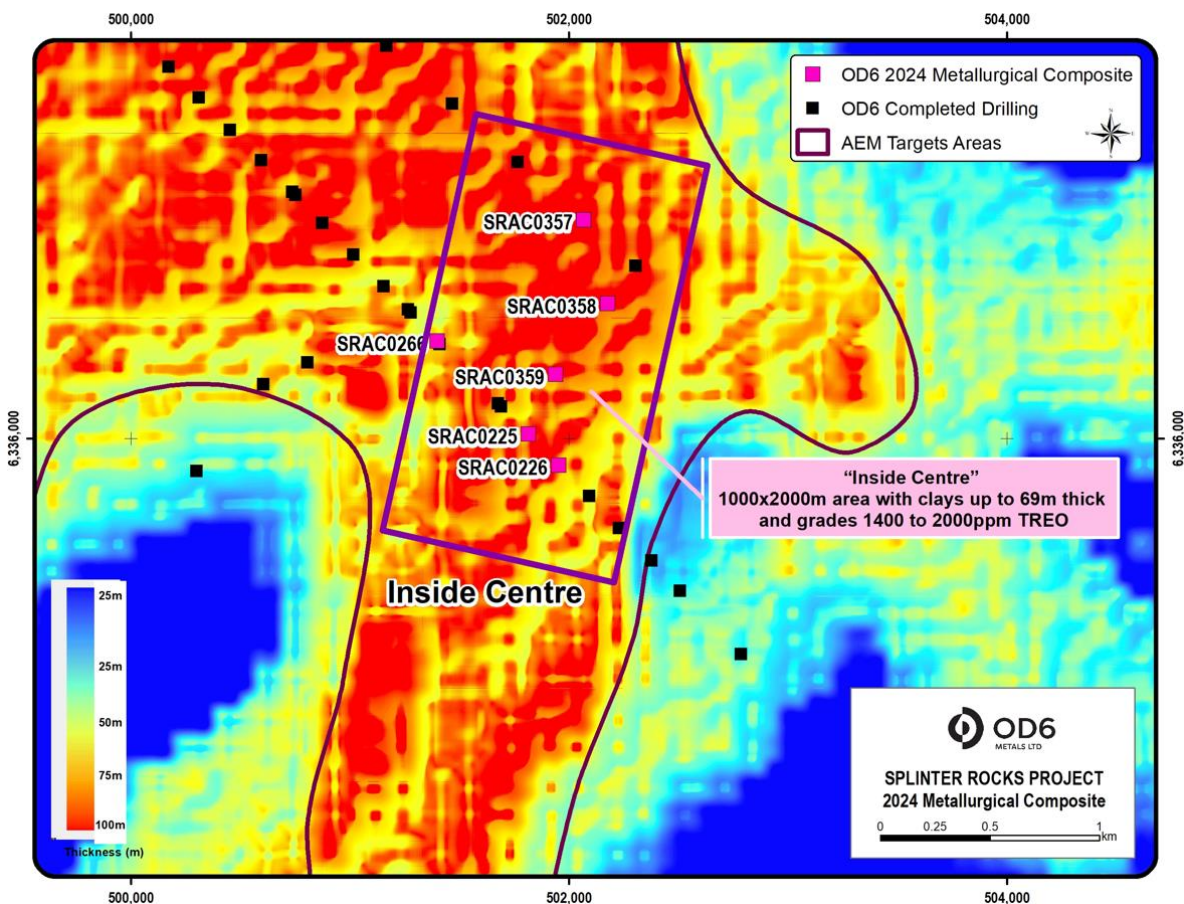 500,000
502,000
504,000
OD6 2024 Metallurgical Composite
OD6 Completed Drilling
AEM Targets Areas
SRAC0357
SRAC0358
SRAC0266
SRAC0359
SRAC0225
SRAC0226
6,336,000
6,336,000
“Inside Centre”
1000x2000m area with clays up to 69m thick
and grades 1400 to 2000ppm TREO
Inside Centre
25m
25m
50m
75m
100m
Thickness (m)
OD6
METALS LTD
SPLINTER ROCKS PROJECT
2024 Metallurgical Composite
0 0.25 0.5 1
km
500,000
502,000
504,000